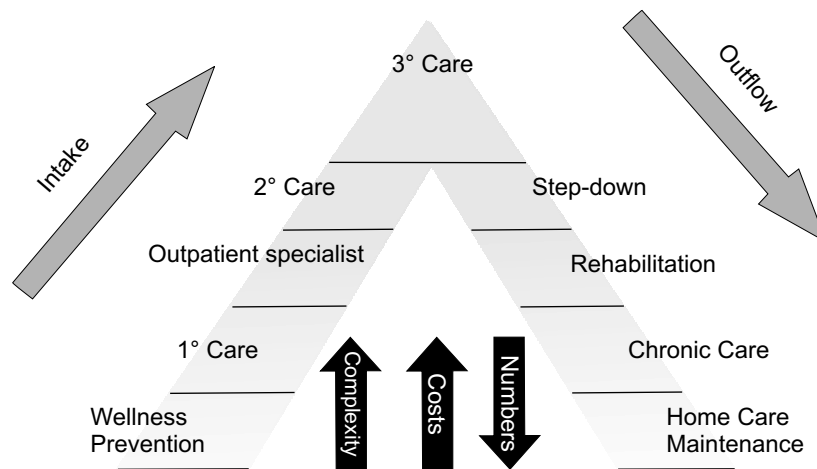 3° Care
Intake
Outflow
2° Care
Step-down
Outpatient specialist
Rehabilitation
1° Care
Chronic Care
Complexity
Costs
Numbers
Wellness
Prevention
Home Care
Maintenance